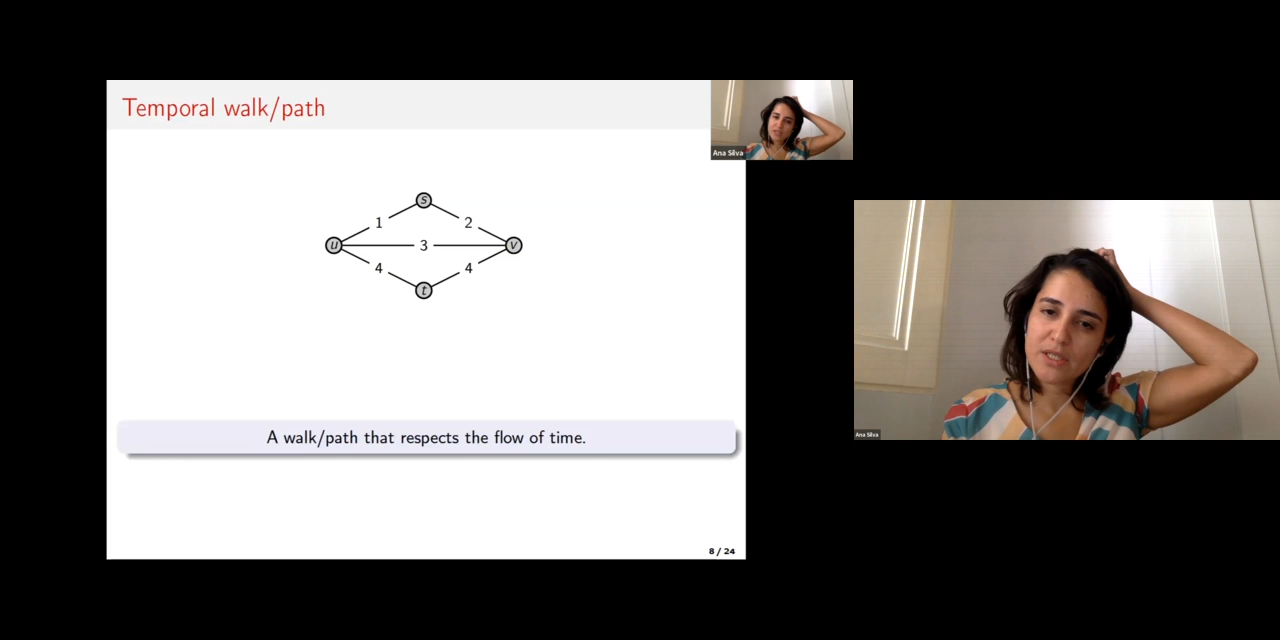 Temporal walk/path
Ana Silva
s
1
2
u
3
v
4
4
t
A walk/path that respects the flow of time.
8 / 24
Ana Silva